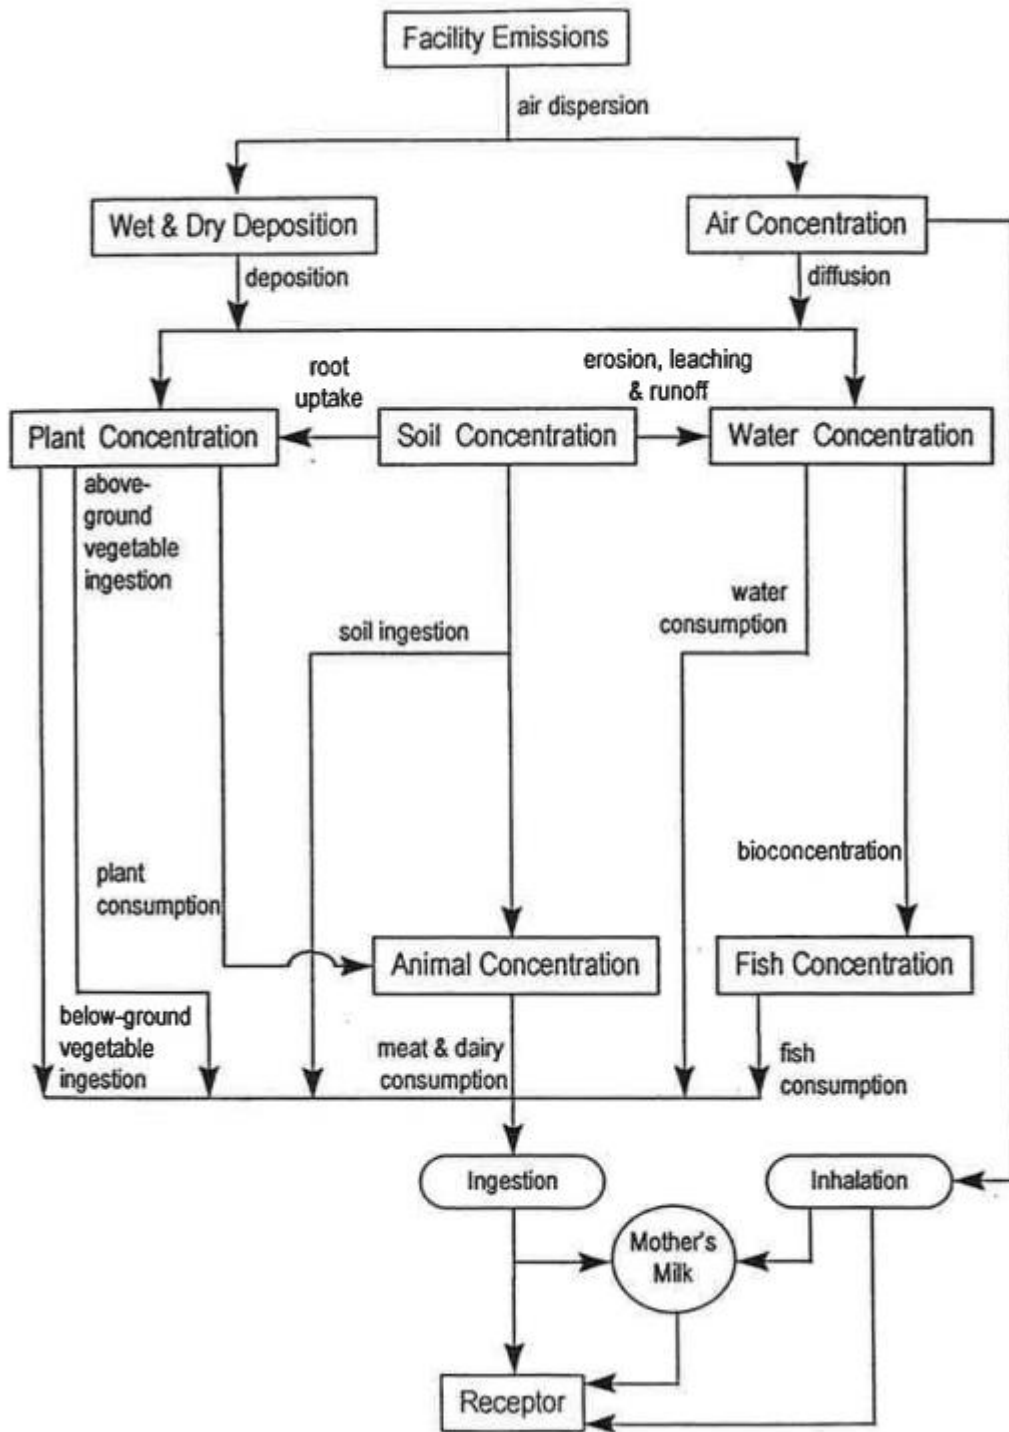 Facility Emissions
air dispersion
Wet & Dry Deposition
Air Concentration
deposition
diffusion
root
uptake
erosion, leaching
& runoff
Plant Concentration
Soil Concentration
Water Concentration
above-
ground
vegetable
ingestion
water
consumption
soil ingestion
bioconcentration
plant
consumption
Animal Concentration
Fish Concentration
below-ground
vegetable
ingestion
meat & dairy
consumption
fish
consumption
Ingestion
Inhalation
Mother's
Milk
Receptor